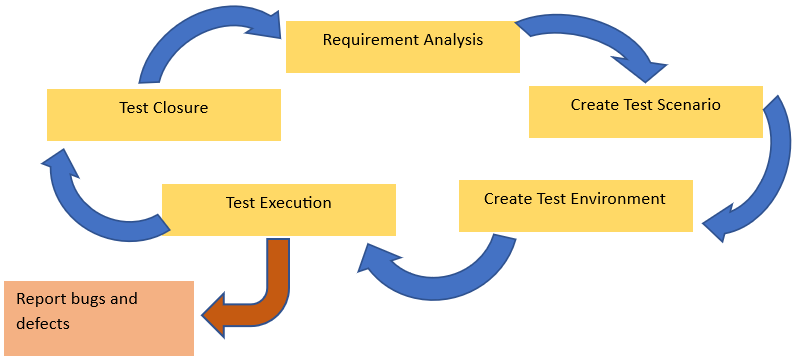 Requirement Analysis
Create Test Scenario
Create Test Environment
Test Execution
Test Closure
Report bugs and
defects